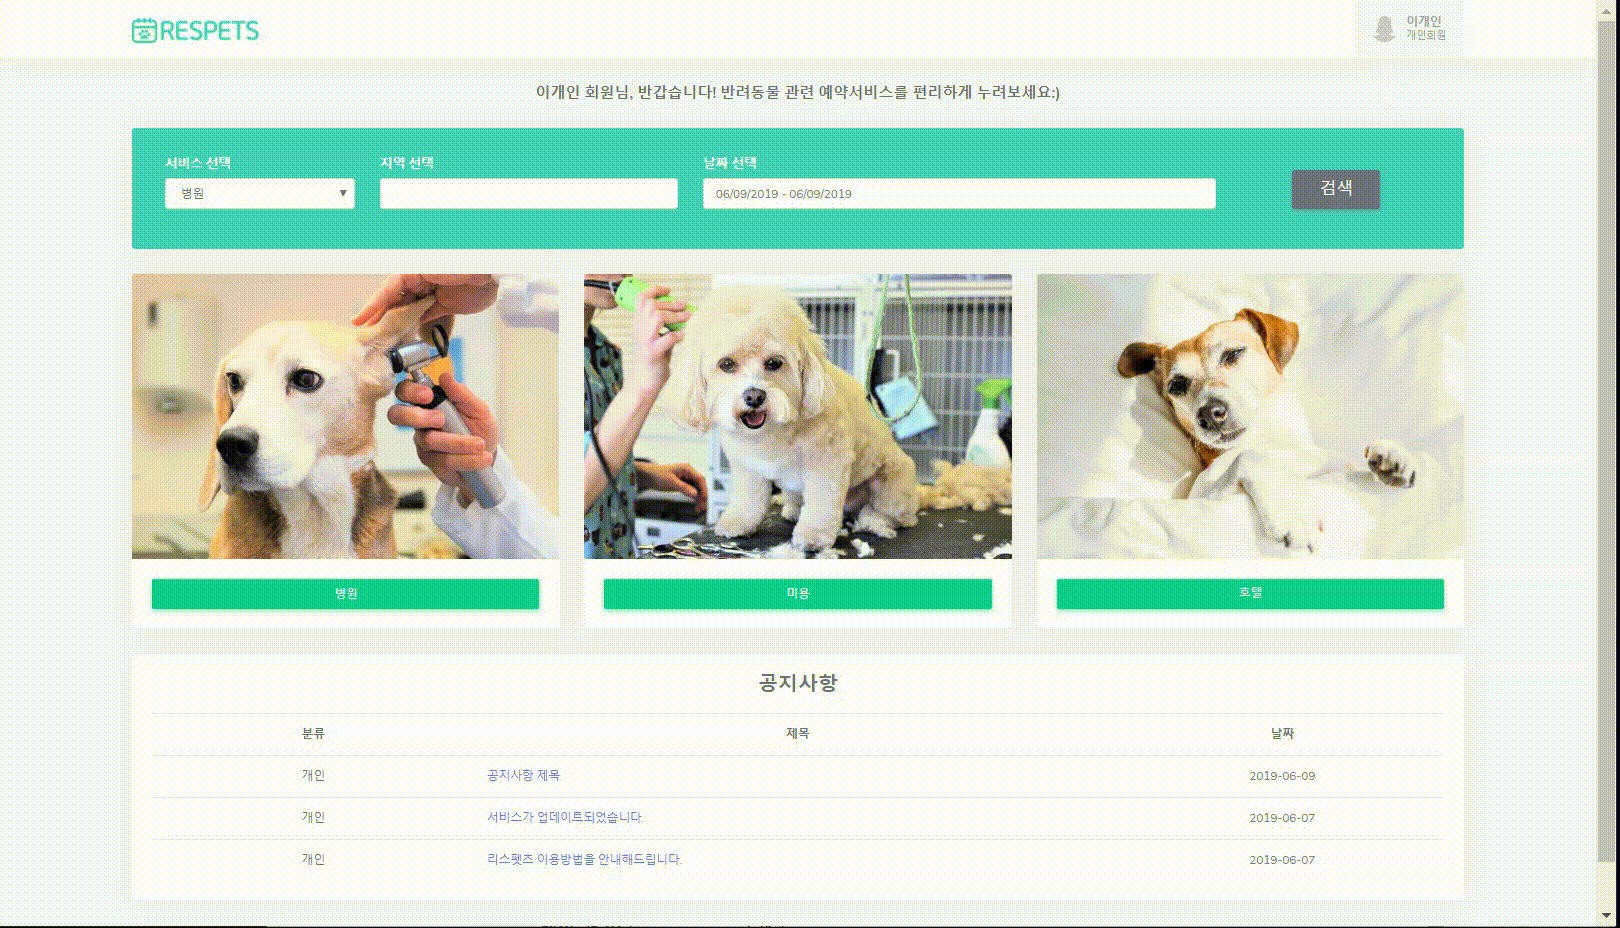 RESPETS
이개인
개인회원
이개인 회원님, 반갑습니다! 반려동물 관련 예약서비스를 편리하게 누려보세요:)
서비스 선택 지역 선택 날짜 선택
병원 ▼ 06/09/2019 - 06/09/2019 검색
병원 미용 호텔
공지사항
분류 제목 날짜
개인 공지사항 제목 2019-06-09
개인 서비스가 업데이트되었습니다. 2019-06-07
개인 리스펫츠 이용방법을 안내해드립니다. 2019-06-07